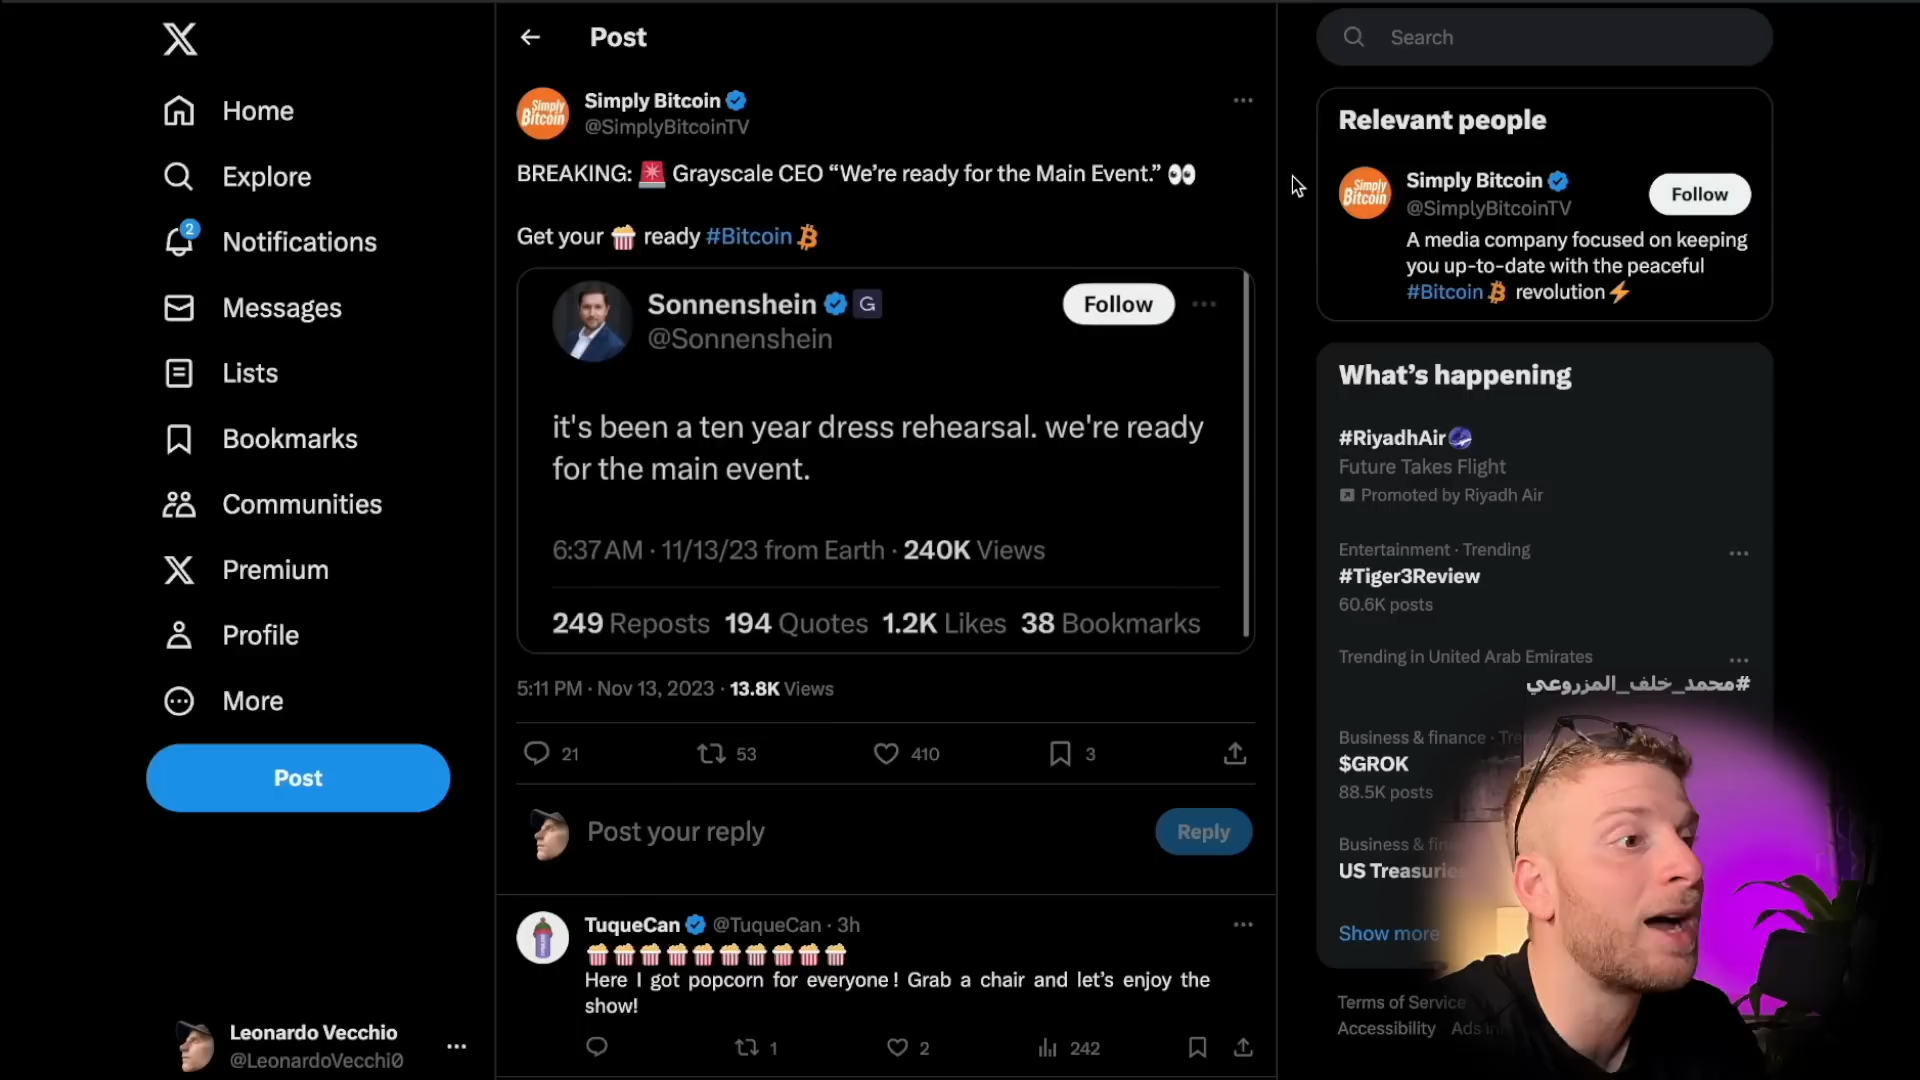 Home
Explore
2
Notifications
Messages
Lists
Bookmarks
Communities
Premium
Profile
More
Post
Leonardo Vecchio
@LeonardoVecchi0
Post
Simply Bitcoin
Simply Bitcoin
@SimplyBitcoinTV
BREAKING: 🚨 Grayscale CEO “We’re ready for the Main Event.” 👀
Get your 🍿 ready #Bitcoin
Sonnenshein G
@Sonnenshein
Follow
it's been a ten year dress rehearsal. we're ready
for the main event.
6:37 AM · 11/13/23 from Earth · 240K Views
249 Reposts 194 Quotes 1.2K Likes 38 Bookmarks
5:11 PM · Nov 13, 2023 · 13.8K Views
21 53 410 3
Post your reply
Reply
TuqueCan @TuqueCan · 3h
🍿🍿🍿🍿🍿🍿🍿🍿🍿🍿
Here I got popcorn for everyone! Grab a chair and let’s enjoy the
show!
1 2 242
Search
Relevant people
Simply Bitcoin
Simply Bitcoin
@SimplyBitcoinTV
Follow
A media company focused on keeping
you up-to-date with the peaceful
#Bitcoin revolution⚡
What’s happening
#RiyadhAir
Future Takes Flight
Promoted by Riyadh Air
Entertainment · Trending
#Tiger3Review
60.6K posts
Trending in United Arab Emirates
#محمد_خلف_المزروعي
Business & finance ·
$GROK
88.5K posts
Business &
US
Show more
Terms of Service
Accessibility Ads